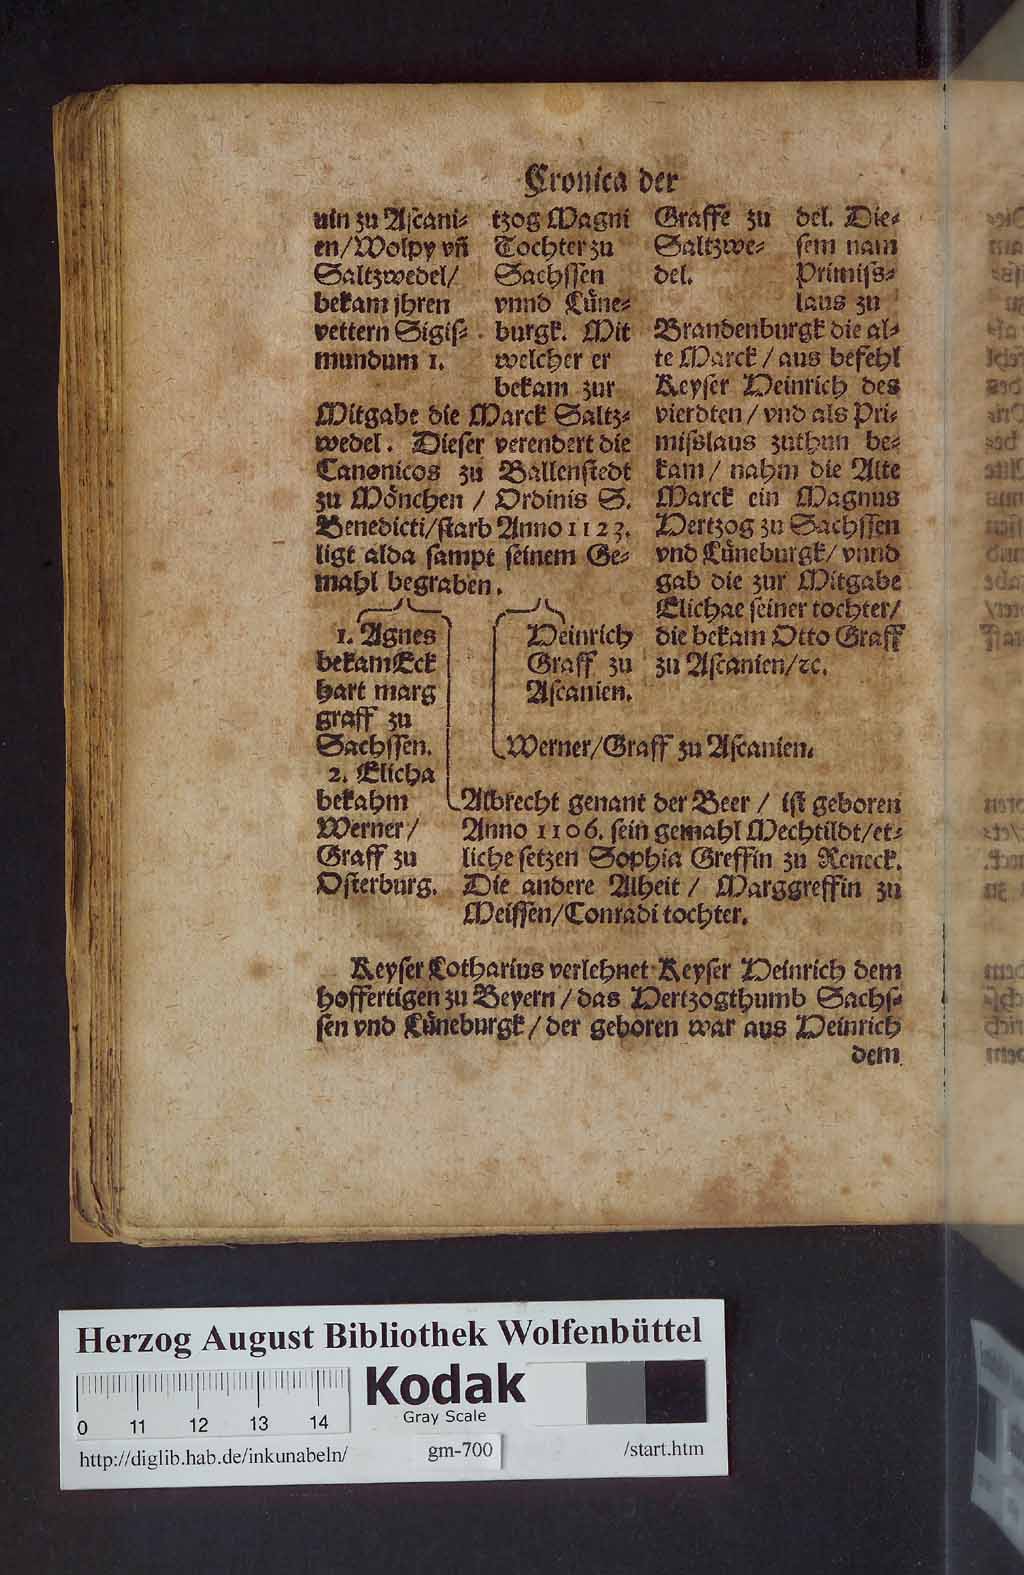 Cronica der
uin zu Aſcani⸗
en/Wolpy vn̄
Saltzwedel/
bekam jhren
vettern Sigiſ⸗
mundum 1.
tzog Magni
Tochter zu
Sachſſen
vnnd Lüne⸗
burgk. Mit
welcher er
bekam zur
Mitgabe die Marck Saltz⸗
wedel. Dieſer verendert die
Canonicos zu Ballenſtedt
zu Mönchen / Ordinis S.
Benedicti/ſtarb Anno 1123.
ligt alda ſampt ſeinem Ge⸗
mahl begraben.
Graffe zu
Saltzwe⸗
del.
del. Die⸗
ſem nam
Primiſs⸗
laus zu
Brandenburgk die al⸗
te Marck / aus befehl
Keyſer Heinrich des
vierdten / vnd als Pri⸗
miſslaus zuthun be⸗
kam / nahm die Alte
Marck ein Magnus
Hertzog zu Sachſſen
vnd Lüneburgk/ vnnd
gab die zur Mitgabe
Elichae ſeiner tochter/
die bekam Otto Graff
zu Aſcanien/ꝛc.
1. Agnes
bekam Eck
hart marg
graff zu
Sachſſen.
2. Elicha
bekahm
Werner/
Graff zu
Oſterburg.
Heinrich
Graff zu
Aſcanien.
Werner/Graff zu Aſcanien.
Albrecht genant der Beer / iſt geboren
Anno 1106. ſein gemahl Mechtildt/et⸗
liche ſetzen Sophia Greffin zu Reneck.
Die andere Alheit / Marggreffin zu
Meiſſen/Conradi tochter.
Keyſer Lotharius verlehnet Keyſer Heinrich dem
hoffertigen zu Beyern / das Hertzogthumb Sachſ⸗
ſen vnd Lüneburgk / der geboren war aus Heinrich
dem
Herzog August Bibliothek Wolfenbüttel
Kodak
Gray Scale
0 11 12 13 14
http://diglib.hab.de/inkunabeln/ gm-700 /start.htm